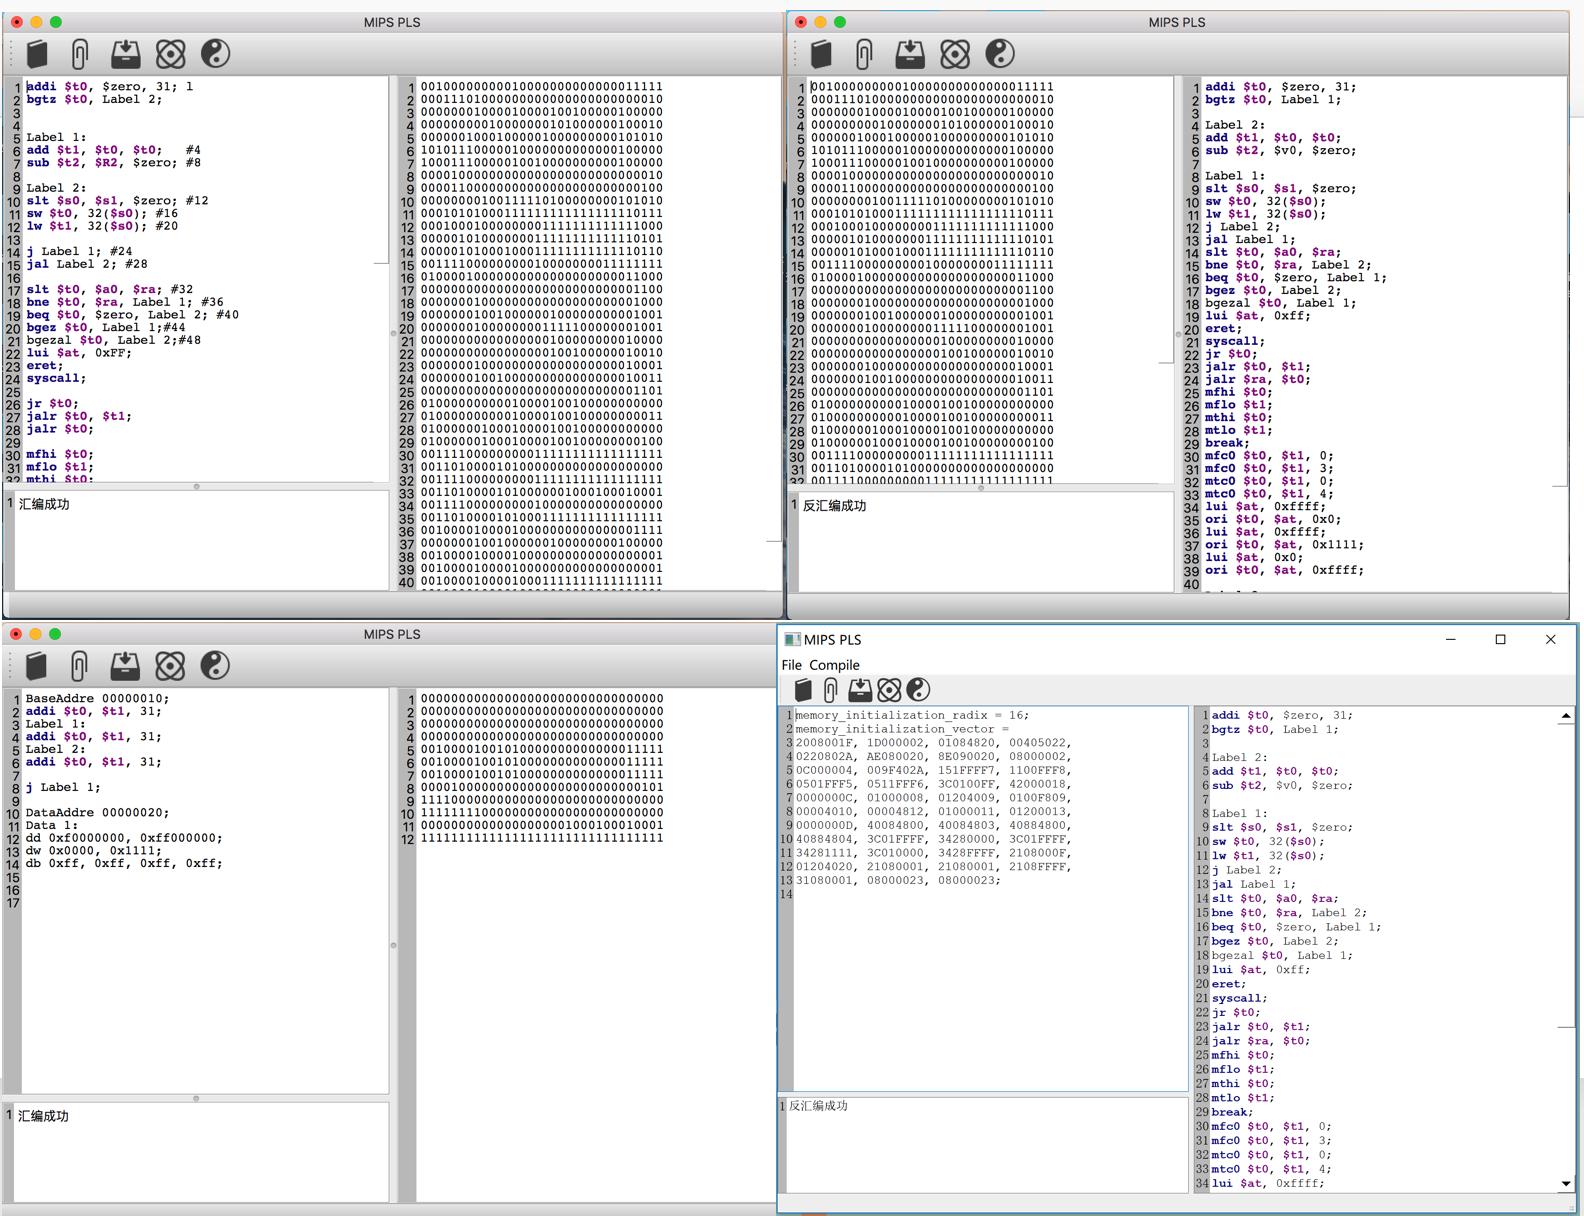 MIPS PLS
1 addi $t0, $zero, 31; l
2 bgtz $t0, Label 2;
3
4
5 Label 1:
6 add $t1, $t0, $t0;   #4
7 sub $t2, $R2, $zero; #8
8
9 Label 2:
10 slt $s0, $s1, $zero; #12
11 sw $t0, 32($s0); #16
12 lw $t1, 32($s0); #20
13
14 j Label 1; #24
15 jal Label 2; #28
16
17 slt $t0, $a0, $ra; #32
18 bne $t0, $ra, Label 1; #36
19 beq $t0, $zero, Label 2; #40
20 bgez $t0, Label 1;#44
21 bgezal $t0, Label 2;#48
22 lui $at, 0xFF;
23 eret;
24 syscall;
25
26 jr $t0;
27 jalr $t0, $t1;
28 jalr $t0;
29
30 mfhi $t0;
31 mflo $t1;
32 mthi $t0;
1 汇编成功
1 00100000000010000000000000011111
2 00011101000000000000000000000010
3 00000001000010000100100000100000
4 00000000010000000101000000100010
5 00000010001000001000000000101010
6 10101110000010000000000000100000
7 10001110000010010000000000100000
8 00001000000000000000000000000010
9 00001100000000000000000000000100
10 00000000100111110100000000101010
11 00010101000111111111111111110111
12 00010001000000001111111111111000
13 00000101000000011111111111110101
14 00000101000100011111111111110110
15 00111100000000010000000011111111
16 01000010000000000000000000011000
17 00000000000000000000000000001100
18 00000001000000000000000000001000
19 00000001001000000100000000001001
20 00000001000000001111100000001001
21 00000000000000000100000000010000
22 00000000000000000100100000010010
23 00000001000000000000000000010001
24 00000001001000000000000000010011
25 00000000000000000000000000001101
26 01000000000010000100100000000000
27 01000000000010000100100000000011
28 01000000100010000100100000000000
29 01000000100010000100100000000100
30 00111100000000011111111111111111
31 00110100001010000000000000000000
32 00111100000000011111111111111111
33 00110100001010000001000100010001
34 00111100000000010000000000000000
35 00110100001010001111111111111111
36 00100001000010000000000000001111
37 00000001001000000100000000100000
38 00100001000010000000000000000001
39 00100001000010000000000000000001
40 00100001000010001111111111111111
MIPS PLS
1 00100000000010000000000000011111
2 00011101000000000000000000000010
3 00000001000010000100100000100000
4 00000000010000000101000000100010
5 00000010001000001000000000101010
6 10101110000010000000000000100000
7 10001110000010010000000000100000
8 00001000000000000000000000000010
9 00001100000000000000000000000100
10 00000000100111110100000000101010
11 00010101000111111111111111110111
12 00010001000000001111111111111000
13 00000101000000011111111111110101
14 00000101000100011111111111110110
15 00111100000000010000000011111111
16 01000010000000000000000000011000
17 00000000000000000000000000001100
18 00000001000000000000000000001000
19 00000001001000000100000000001001
20 00000001000000001111100000001001
21 00000000000000000100000000010000
22 00000000000000000100100000010010
23 00000001000000000000000000010001
24 00000001001000000000000000010011
25 00000000000000000000000000001101
26 01000000000010000100100000000000
27 01000000000010000100100000000011
28 01000000100010000100100000000000
29 01000000100010000100100000000100
30 00111100000000011111111111111111
31 00110100001010000000000000000000
32 00111100000000011111111111111111
1 反汇编成功
1 addi $t0, $zero, 31;
2 bgtz $t0, Label 1;
3
4 Label 2:
5 add $t1, $t0, $t0;
6 sub $t2, $v0, $zero;
7
8 Label 1:
9 slt $s0, $s1, $zero;
10 sw $t0, 32($s0);
11 lw $t1, 32($s0);
12 j Label 2;
13 jal Label 1;
14 slt $t0, $a0, $ra;
15 bne $t0, $ra, Label 2;
16 beq $t0, $zero, Label 1;
17 bgez $t0, Label 2;
18 bgezal $t0, Label 1;
19 lui $at, 0xff;
20 eret;
21 syscall;
22 jr $t0;
23 jalr $t0, $t1;
24 jalr $ra, $t0;
25 mfhi $t0;
26 mflo $t1;
27 mthi $t0;
28 mtlo $t1;
29 break;
30 mfc0 $t0, $t1, 0;
31 mfc0 $t0, $t1, 3;
32 mtc0 $t0, $t1, 0;
33 mtc0 $t0, $t1, 4;
34 lui $at, 0xffff;
35 ori $t0, $at, 0x0;
36 lui $at, 0xffff;
37 ori $t0, $at, 0x1111;
38 lui $at, 0x0;
39 ori $t0, $at, 0xffff;
40
MIPS PLS
1 BaseAddre 00000010;
2 addi $t0, $t1, 31;
3 Label 1:
4 addi $t0, $t1, 31;
5 Label 2:
6 addi $t0, $t1, 31;
7
8 j Label 1;
9
10 DataAddre 00000020;
11 Data 1:
12 dd 0xf0000000, 0xff000000;
13 dw 0x0000, 0x1111;
14 db 0xff, 0xff, 0xff, 0xff;
15
16
17
1 汇编成功
1 00000000000000000000000000000000
2 00000000000000000000000000000000
3 00000000000000000000000000000000
4 00000000000000000000000000000000
5 00100001001010000000000000011111
6 00100001001010000000000000011111
7 00100001001010000000000000011111
8 00001000000000000000000000000101
9 11110000000000000000000000000000
10 11111111000000000000000000000000
11 00000000000000000001000100010001
12 11111111111111111111111111111111
MIPS PLS
File Compile
1 memory_initialization_radix = 16;
2 memory_initialization_vector =
3 2008001F, 1D000002, 01084820, 00405022,
4 0220802A, AE080020, 8E090020, 08000002,
5 0C000004, 009F402A, 151FFFF7, 1100FFF8,
6 0501FFF5, 0511FFF6, 3C0100FF, 42000018,
7 0000000C, 01000008, 01204009, 0100F809,
8 00004010, 00004812, 01000011, 01200013,
9 0000000D, 40084800, 40084803, 40884800,
10 40884804, 3C01FFFF, 34280000, 3C01FFFF,
11 34281111, 3C010000, 3428FFFF, 2108000F,
12 01204020, 21080001, 21080001, 2108FFFF,
13 31080001, 08000023, 08000023;
14
1 反汇编成功
1 addi $t0, $zero, 31;
2 bgtz $t0, Label 1;
3
4 Label 2:
5 add $t1, $t0, $t0;
6 sub $t2, $v0, $zero;
7
8 Label 1:
9 slt $s0, $s1, $zero;
10 sw $t0, 32($s0);
11 lw $t1, 32($s0);
12 j Label 2;
13 jal Label 1;
14 slt $t0, $a0, $ra;
15 bne $t0, $ra, Label 2;
16 beq $t0, $zero, Label 1;
17 bgez $t0, Label 2;
18 bgezal $t0, Label 1;
19 lui $at, 0xff;
20 eret;
21 syscall;
22 jr $t0;
23 jalr $t0, $t1;
24 jalr $ra, $t0;
25 mfhi $t0;
26 mflo $t1;
27 mthi $t0;
28 mtlo $t1;
29 break;
30 mfc0 $t0, $t1, 0;
31 mfc0 $t0, $t1, 3;
32 mtc0 $t0, $t1, 0;
33 mtc0 $t0, $t1, 4;
34 lui $at, 0xffff;